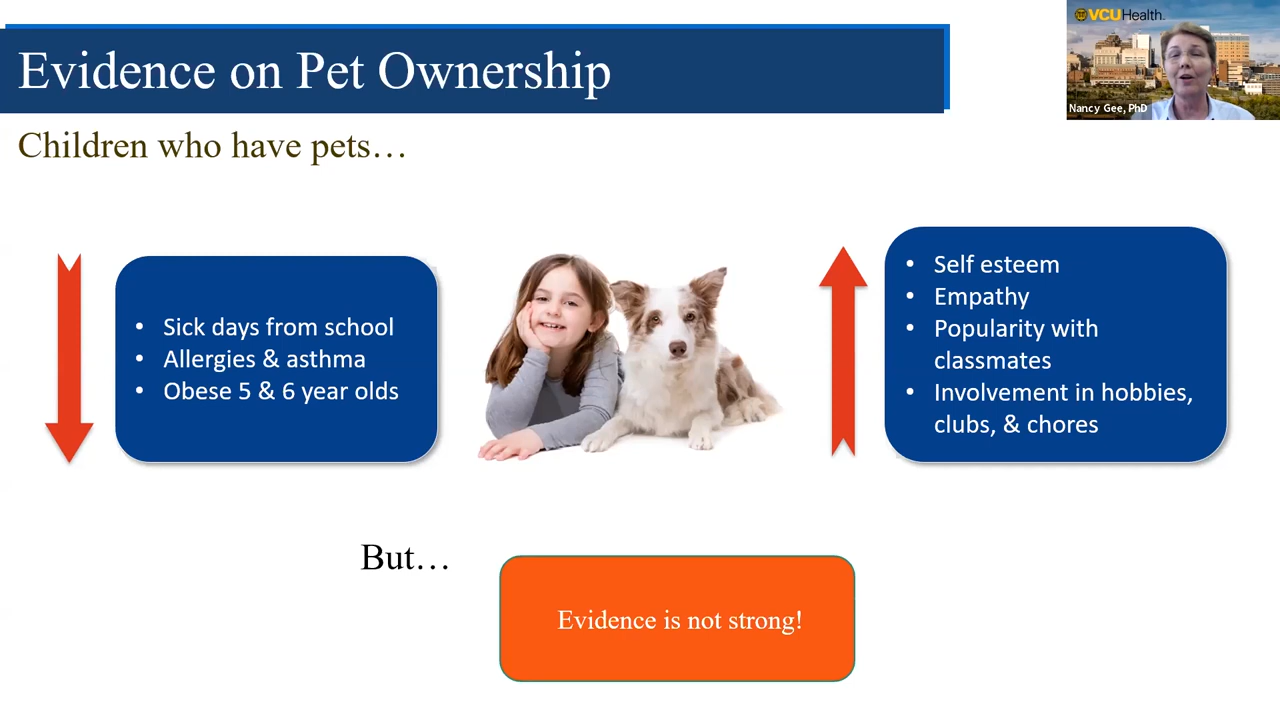 Evidence on Pet Ownership
VCUHealth.
Nancy Gee, PhD
Children who have pets…
• Sick days from school
• Allergies & asthma
• Obese 5 & 6 year olds
• Self esteem
• Empathy
• Popularity with
classmates
• Involvement in hobbies,
clubs, & chores
But…
Evidence is not strong!